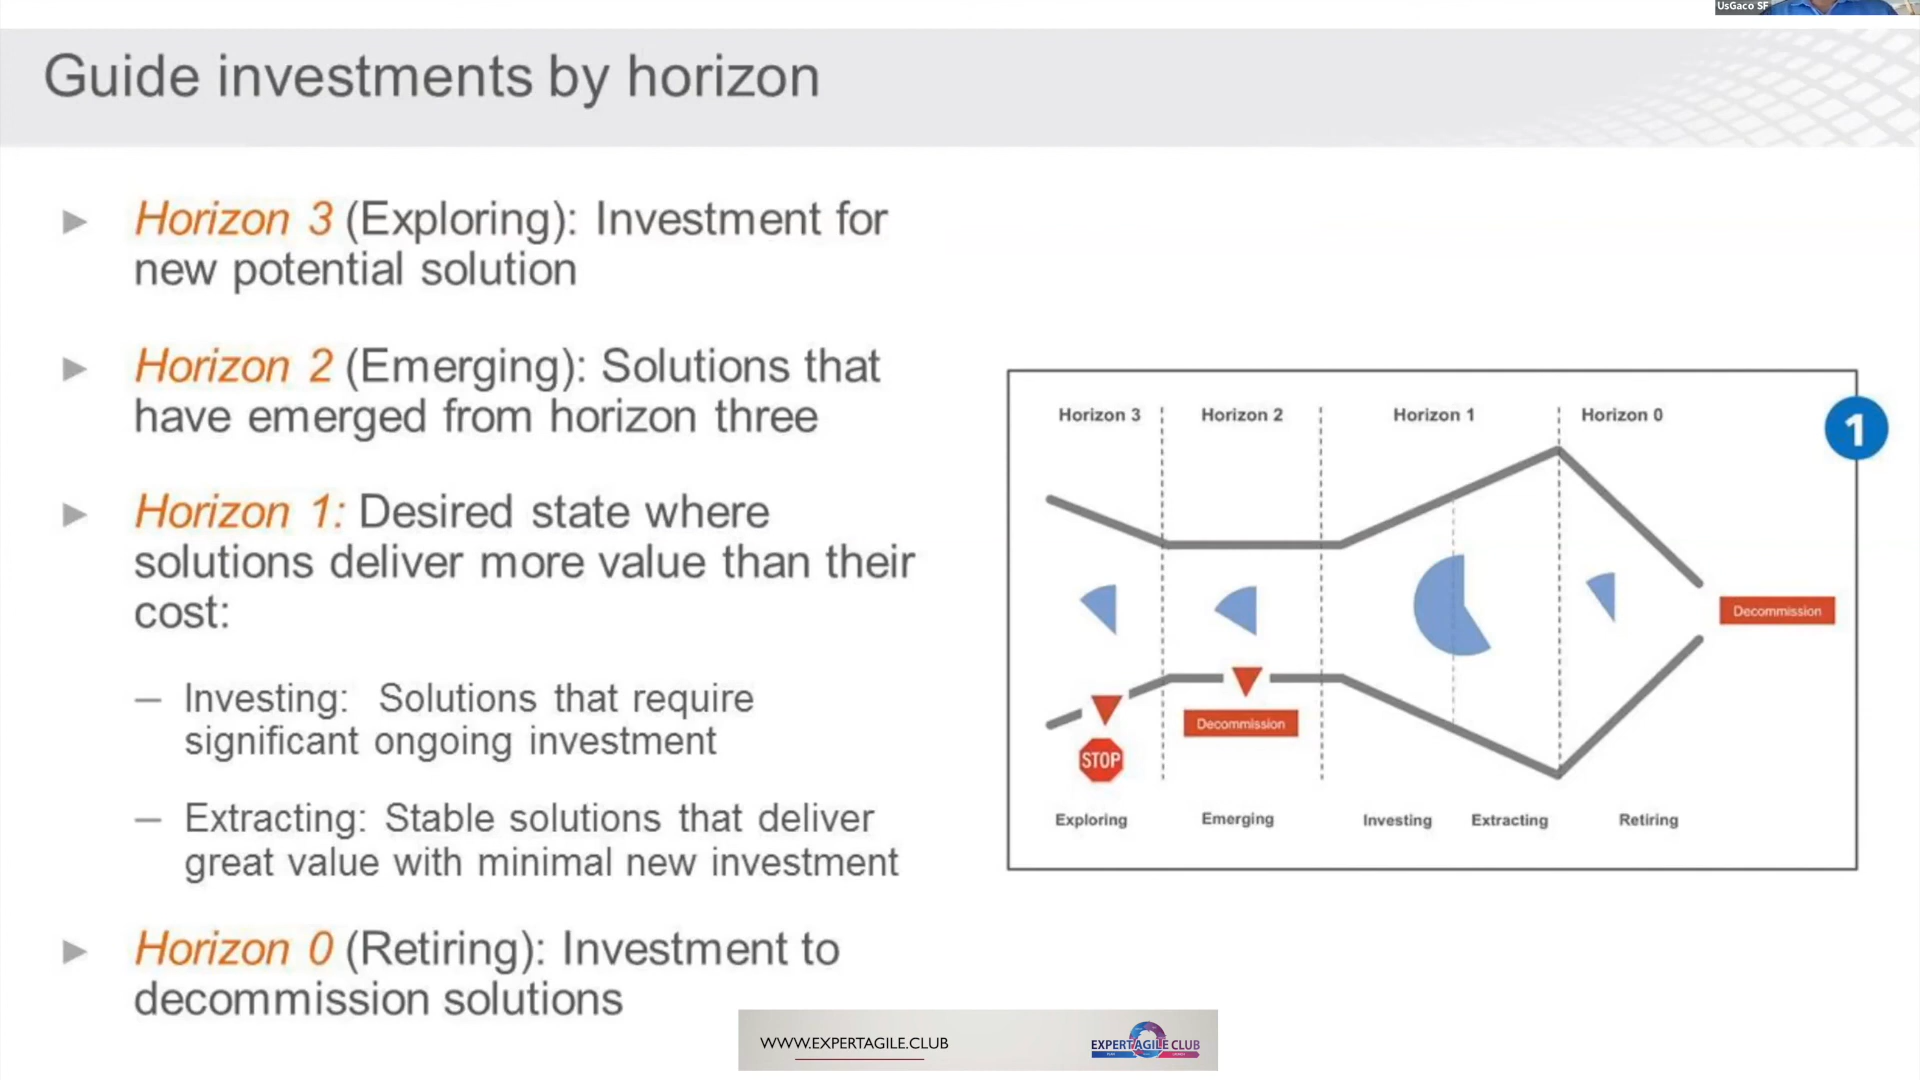 UsGaco SF
Guide investments by horizon
Horizon 3 (Exploring): Investment for
new potential solution
Horizon 2 (Emerging): Solutions that
have emerged from horizon three
Horizon 1: Desired state where
solutions deliver more value than their
cost:
– Investing: Solutions that require
significant ongoing investment
– Extracting: Stable solutions that deliver
great value with minimal new investment
Horizon 0 (Retiring): Investment to
decommission solutions
Horizon 3 Horizon 2 Horizon 1 Horizon 0
1
Decommission
Decommission
STOP
Exploring Emerging Investing Extracting Retiring
WWW.EXPERTAGILE.CLUB
EXPERT AGILE CLUB